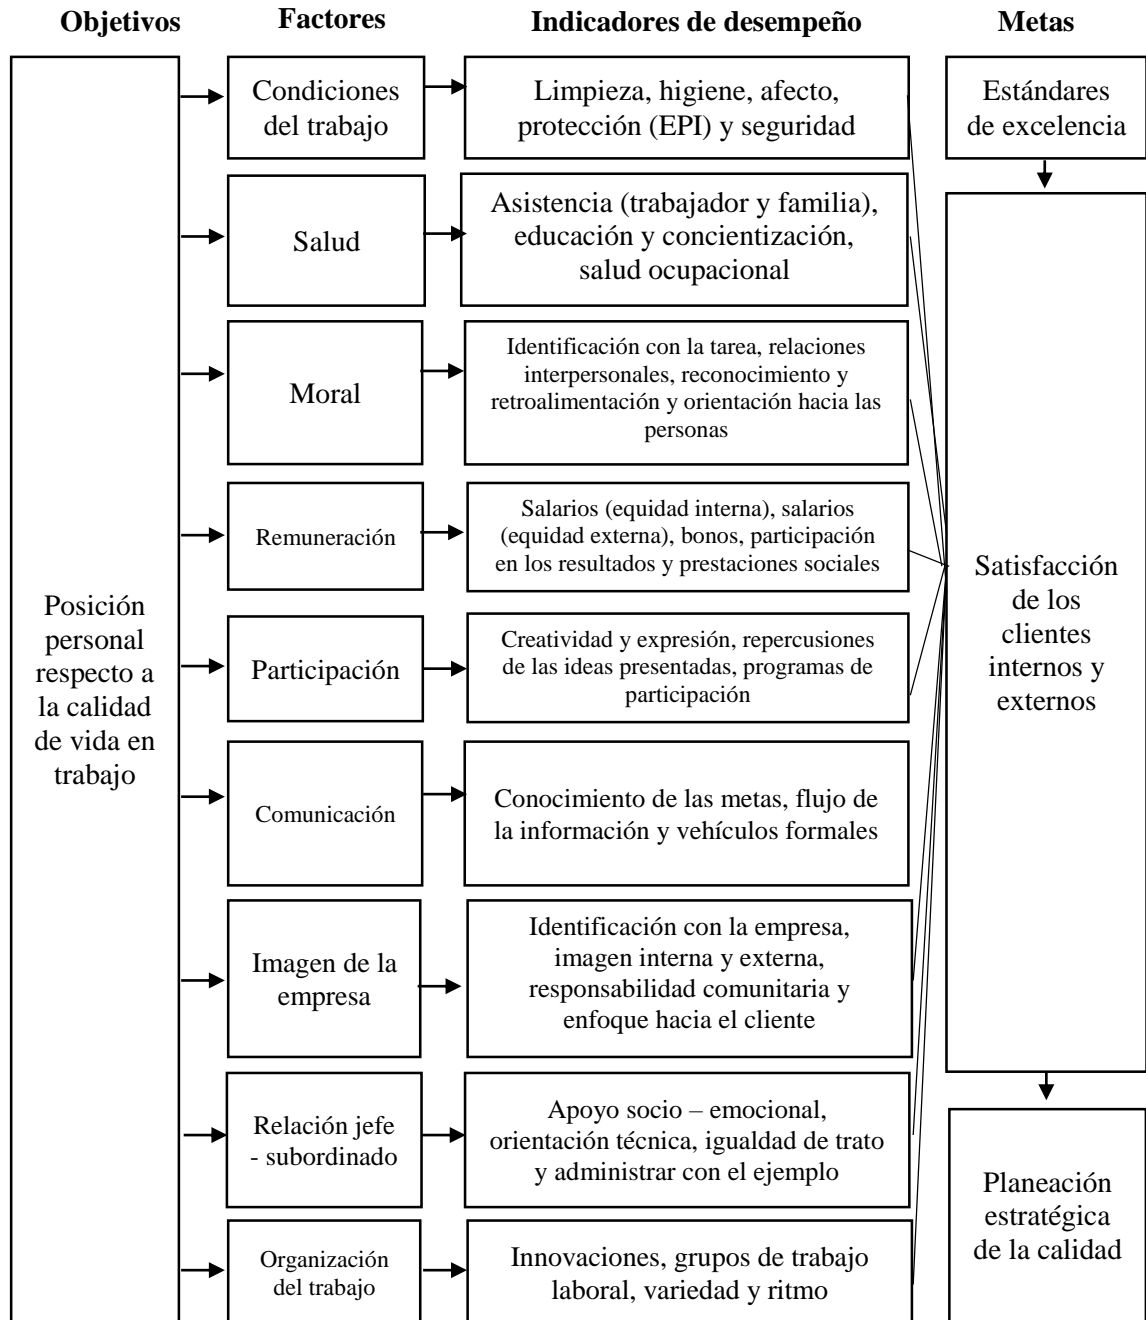 Objetivos
Factores
Indicadores de desempeño
Metas
Posición
personal
respecto a
la calidad
de vida en
trabajo
Condiciones
del trabajo
Limpieza, higiene, afecto,
protección (EPI) y seguridad
Salud
Asistencia (trabajador y familia),
educación y concientización,
salud ocupacional
Moral
Identificación con la tarea, relaciones
interpersonales, reconocimiento y
retroalimentación y orientación hacia las
personas
Remuneración
Salarios (equidad interna), salarios
(equidad externa), bonos, participación
en los resultados y prestaciones sociales
Participación
Creatividad y expresión, repercusiones
de las ideas presentadas, programas de
participación
Comunicación
Conocimiento de las metas, flujo de
la información y vehículos formales
Imagen de la
empresa
Identificación con la empresa,
imagen interna y externa,
responsabilidad comunitaria y
enfoque hacia el cliente
Relación jefe
- subordinado
Apoyo socio – emocional,
orientación técnica, igualdad de trato
y administrar con el ejemplo
Organización
del trabajo
Innovaciones, grupos de trabajo
laboral, variedad y ritmo
Estándares
de excelencia
Satisfacción
de los
clientes
internos y
externos
Planeación
estratégica
de la calidad